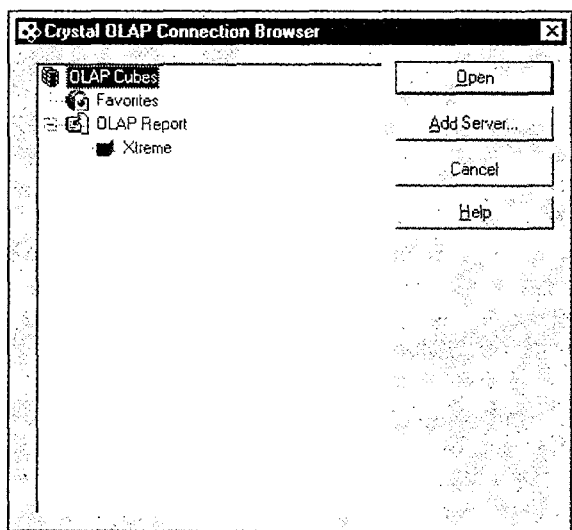 Crystal OLAP Connection Browser
OLAP Cubes
Favorites
OLAP Report
Xtreme
Open
Add Server...
Cancel
Help